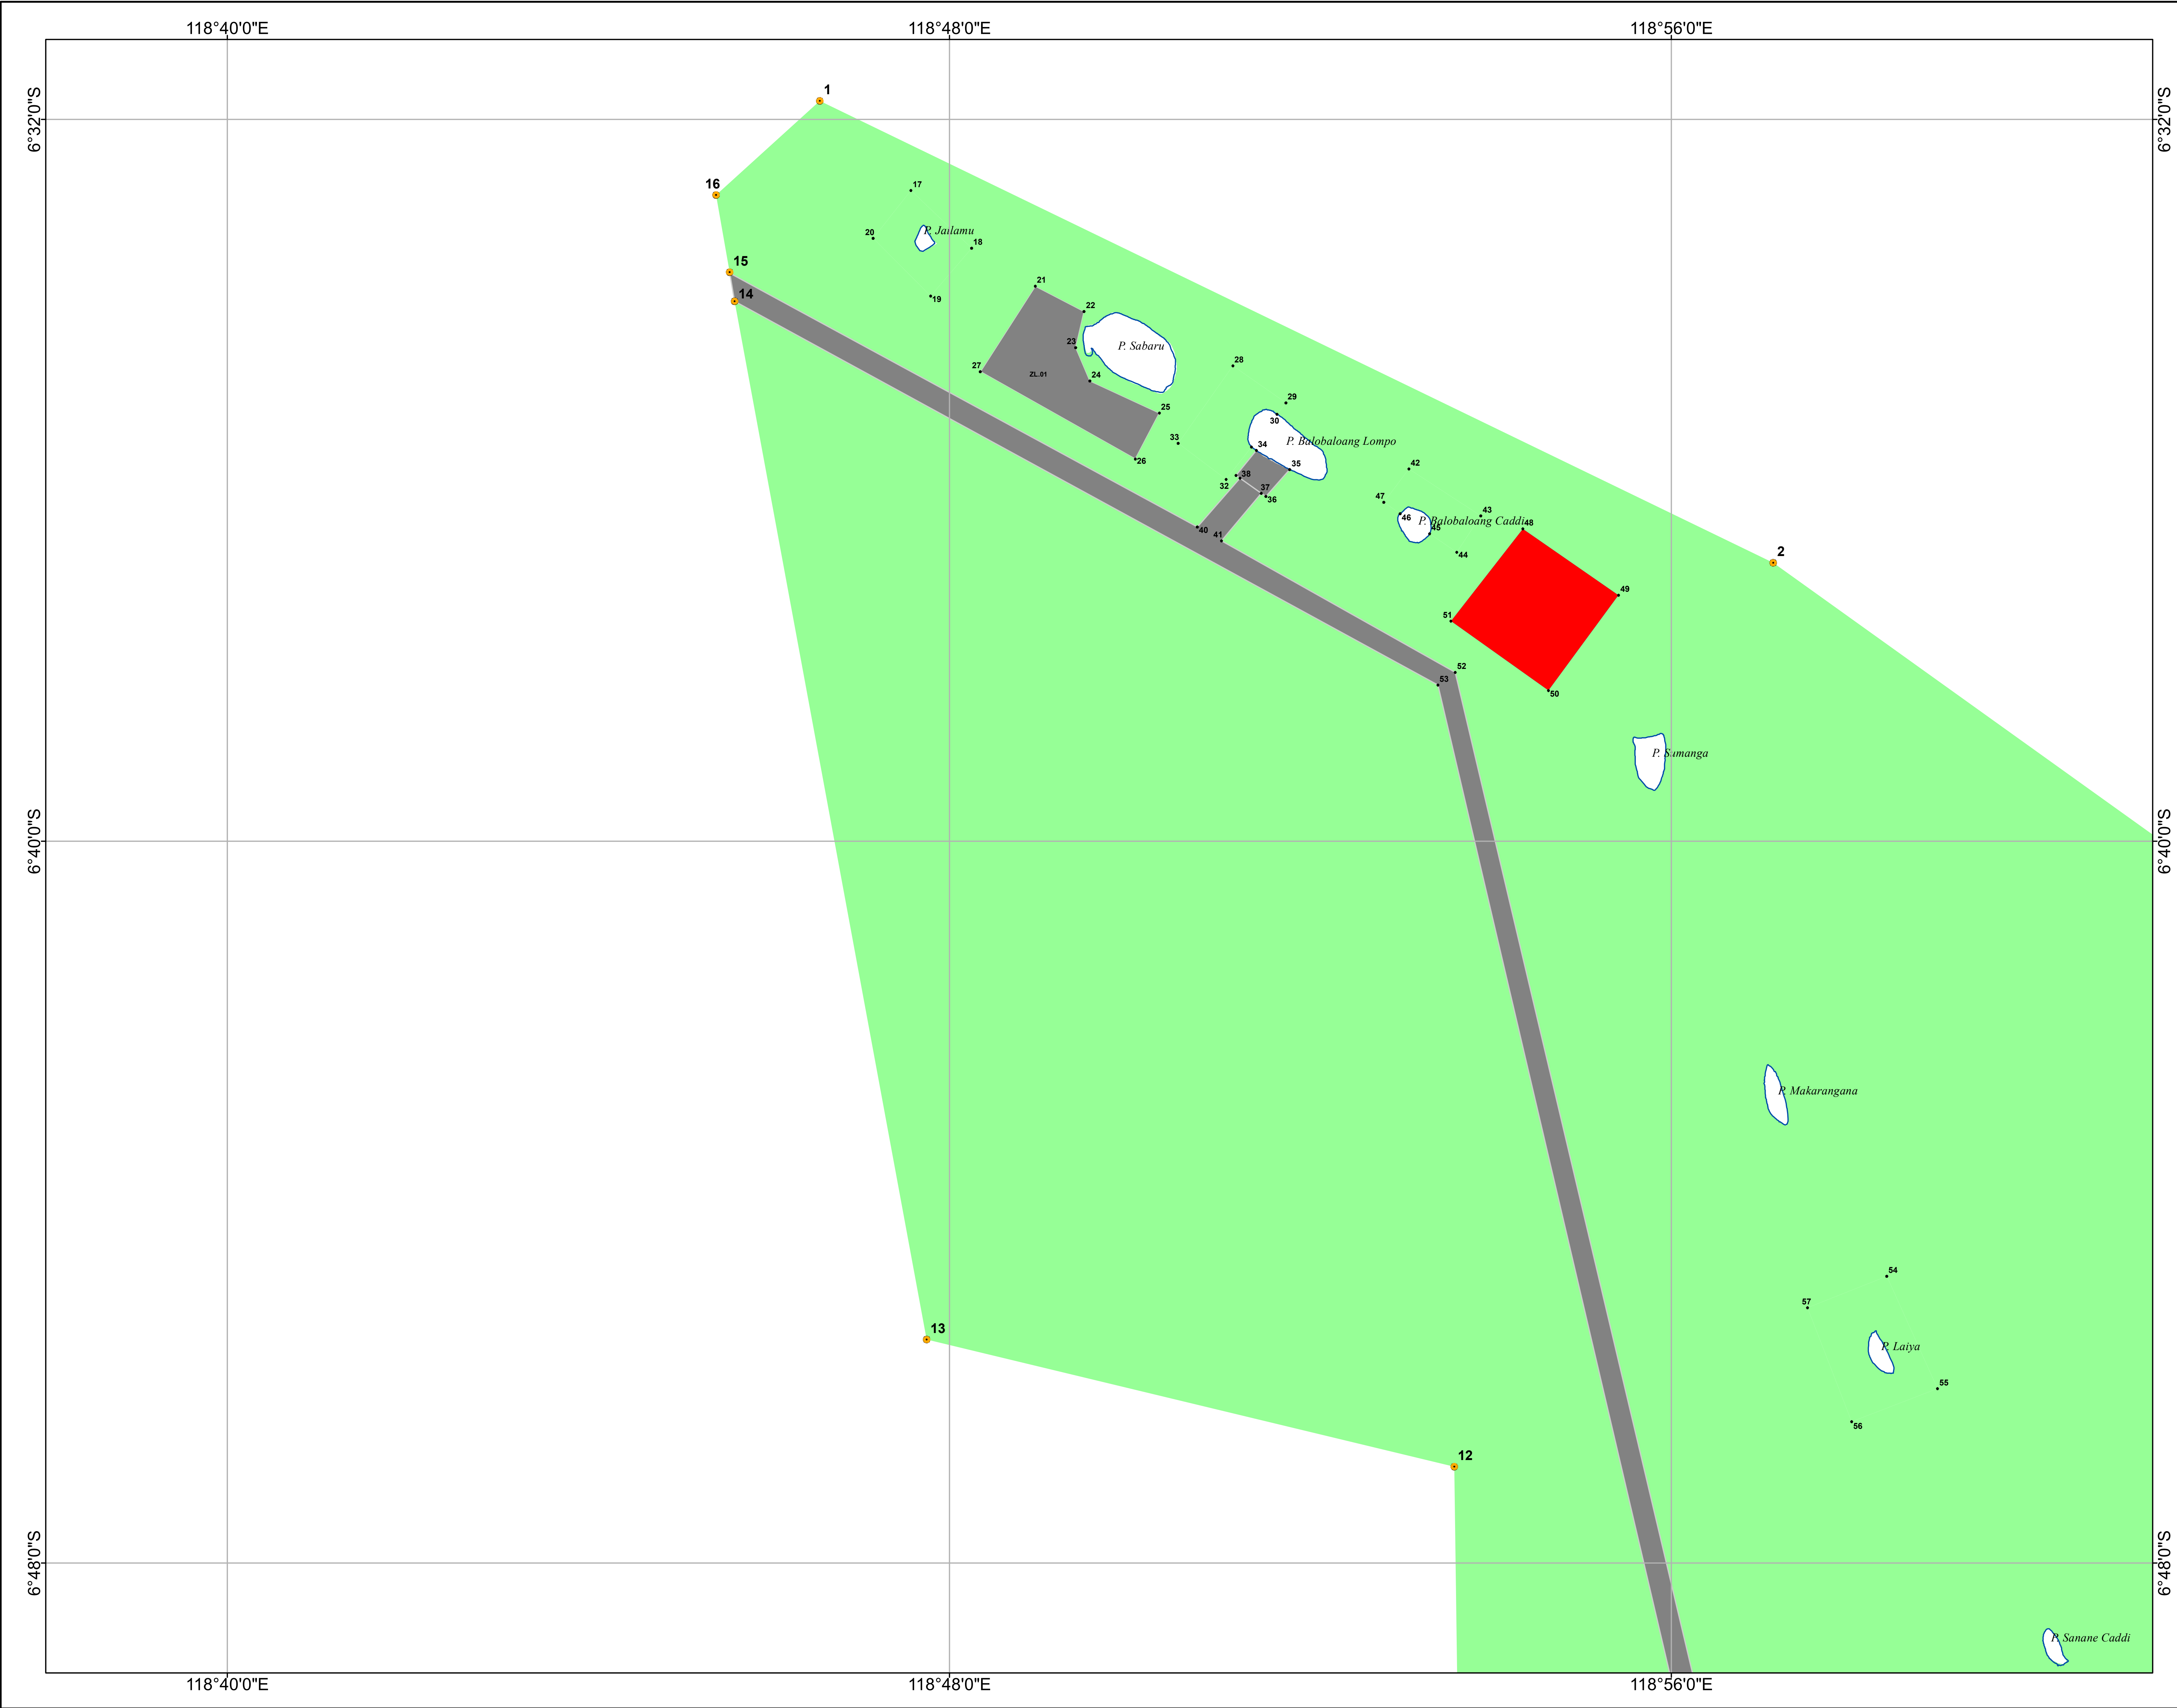 118°40'0"E
118°48'0"E
118°56'0"E
1
6°32'0"S
6°32'0"S
16
17
20
P. Jailamu
18
15
14
19
21
22
23
P. Sabaru
24
27
ZL.01
28
25
29
30
33
26
34
P. Balobaloang Lompo
35
38
32
37
36
42
47
40
41
46
P. Balobaloang Caddi
43
45
48
44
2
49
51
52
53
50
P. Sumanga
6°40'0"S
6°40'0"S
P. Makarangana
54
57
13
P. Laiya
55
56
12
6°48'0"S
6°48'0"S
P. Sanane Caddi
118°40'0"E
118°48'0"E
118°56'0"E